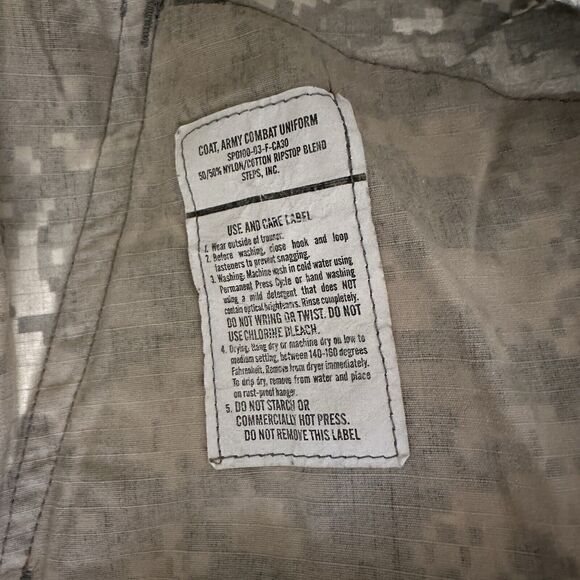 COAT, ARMY COMBAT UNIFORM
SPO100-03-F-CA30
50/50% NYLON/COTTON RIPSTOP BLEND
STEPS, INC.
USE AND CARE LABEL
1. Wear outside of trouser.
2. Before washing, close hook and loop
fasteners to prevent snagging.
3. Washing: Machine wash in cold water using
Permanent Press Cycle or hand washing
using a mild detergent that does NOT
contain optical brighteners. Rinse completely.
DO NOT WRING OR TWIST. DO NOT
USE CHLORINE BLEACH.
4. Drying: Hang dry or machine dry on low to
medium setting, between 140-160 degrees
Fahrenheit. Remove from dryer immediately.
To drip dry, remove from water and place
on rust-proof hanger.
5. DO NOT STARCH OR
COMMERCIALLY HOT PRESS.
DO NOT REMOVE THIS LABEL